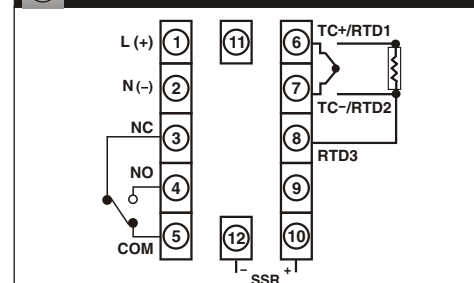 L (+) 1 11 6 TC+/RTD1
N (−) 2 7 TC−/RTD2
NC 3 8 RTD3
NO 4 9
COM 5 12 10
− SSR +